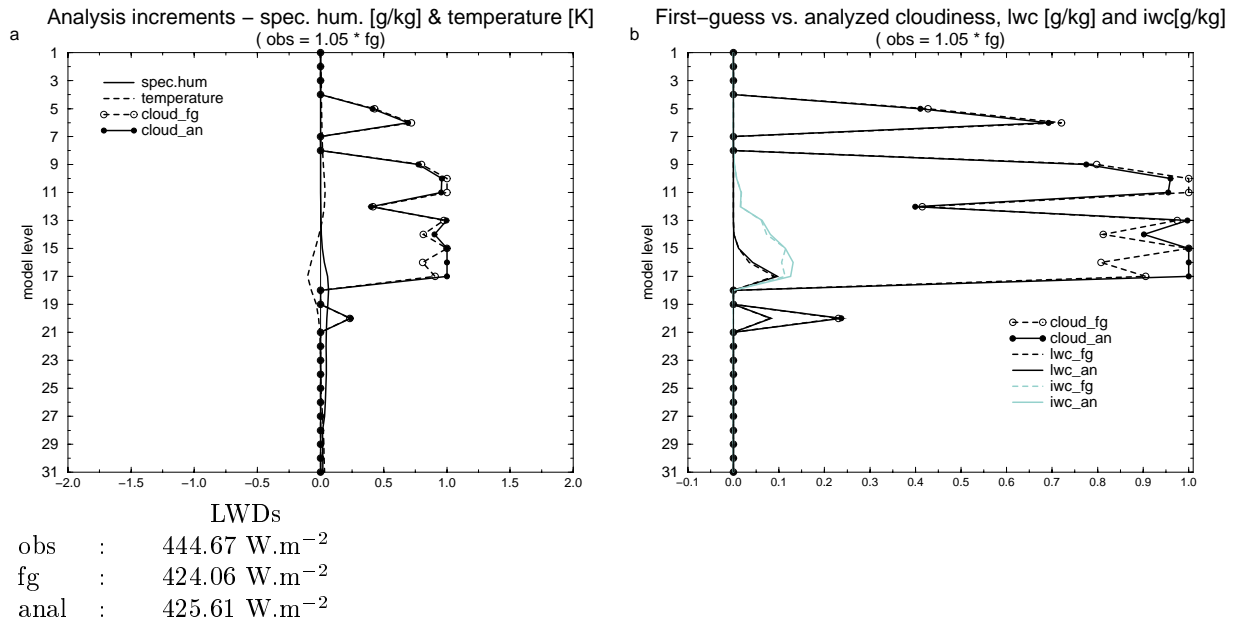 Analysis increments − spec. hum. [g/kg] & temperature [K]
( obs = 1.05 * fg)
a
model level
1
3
5
7
9
11
13
15
17
19
21
23
25
27
29
31
spec.hum
temperature
cloud_fg
cloud_an
−2.0 −1.5 −1.0 −0.5 0.0 0.5 1.0 1.5 2.0
First−guess vs. analyzed cloudiness, lwc [g/kg] and iwc[g/kg]
( obs = 1.05 * fg)
b
model level
1
3
5
7
9
11
13
15
17
19
21
23
25
27
29
31
cloud_fg
cloud_an
lwc_fg
lwc_an
iwc_fg
iwc_an
−0.1 0.0 0.1 0.2 0.3 0.4 0.5 0.6 0.7 0.8 0.9 1.0
LWDs
obs : 444.67 W.m⁻²
fg : 424.06 W.m⁻²
anal : 425.61 W.m⁻²